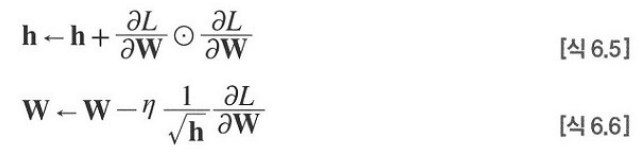 h ← h + ∂L/∂W ⊙ ∂L/∂W [식 6.5]
W ← W − η 1/√h ∂L/∂W [식 6.6]